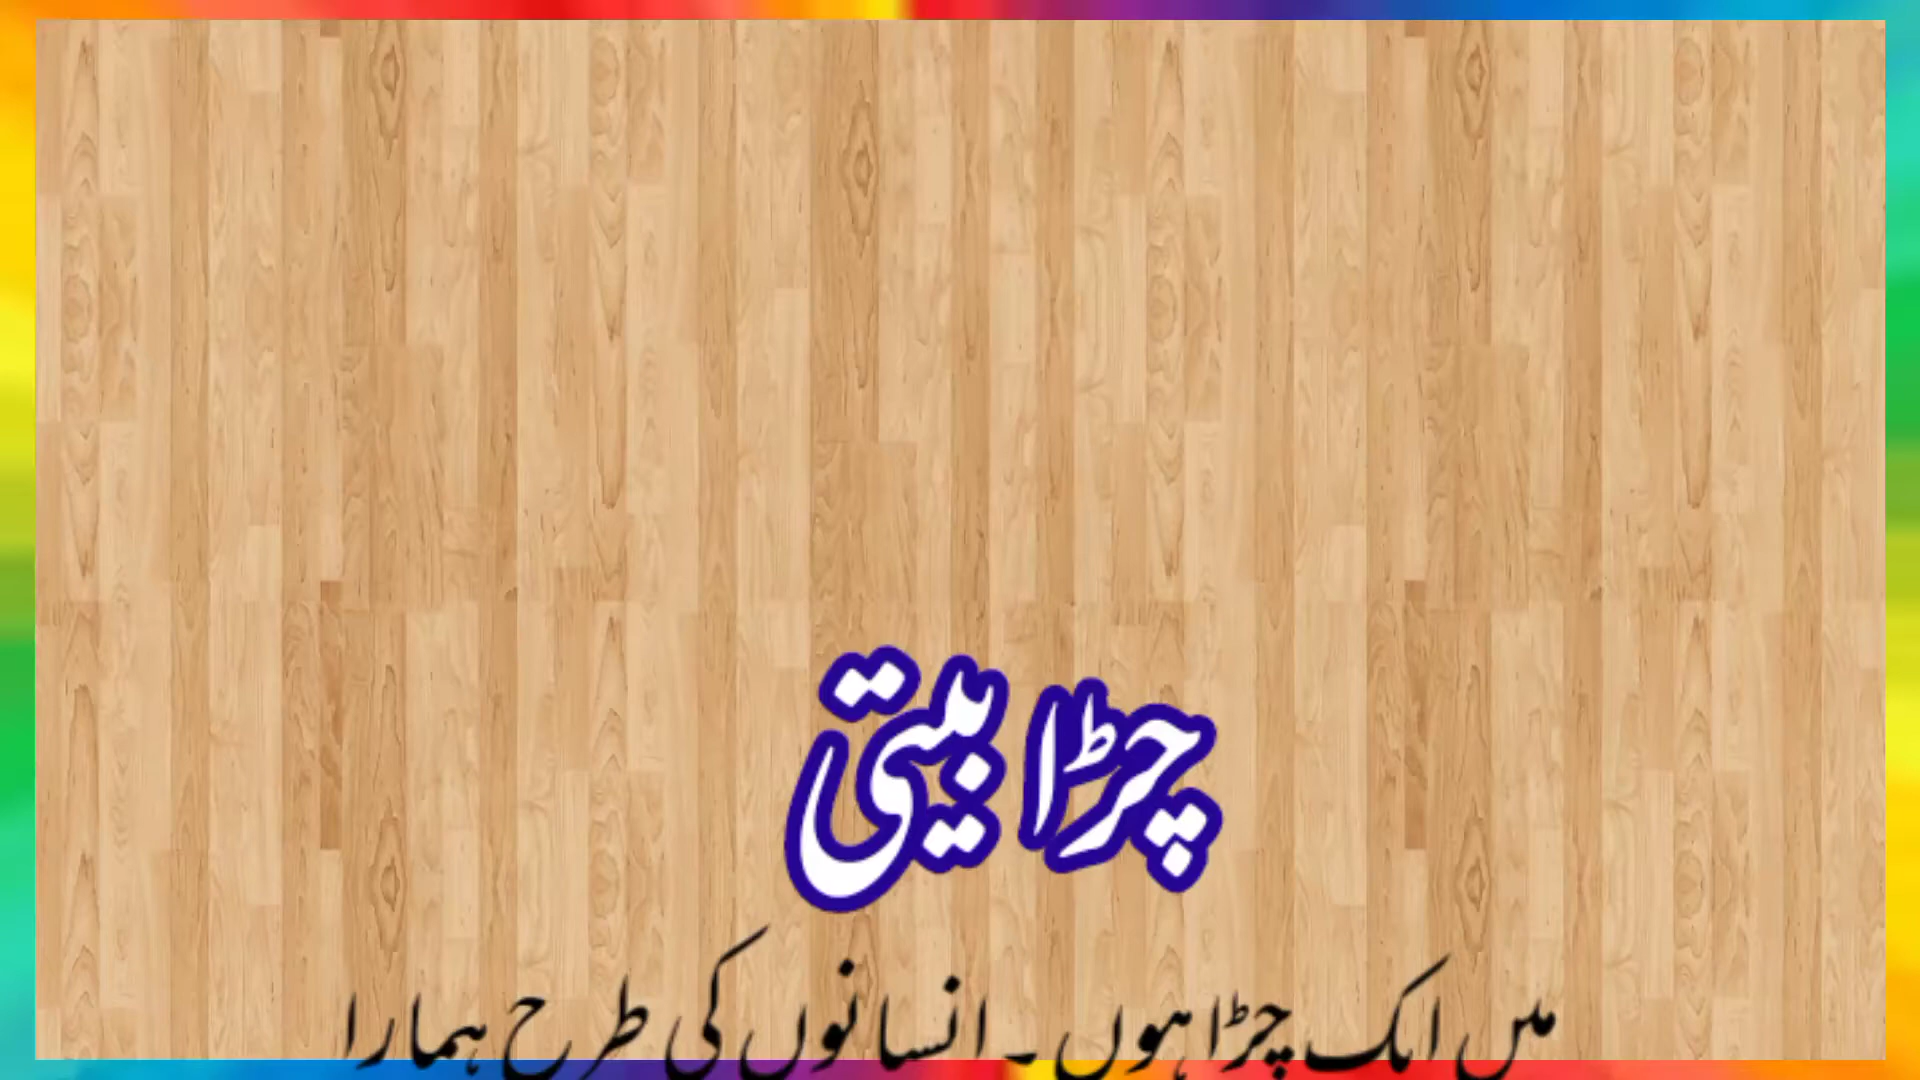 چڑا بیتی
میں ایک چڑا ہوں ۔ انسانوں کی طرح ہمارا